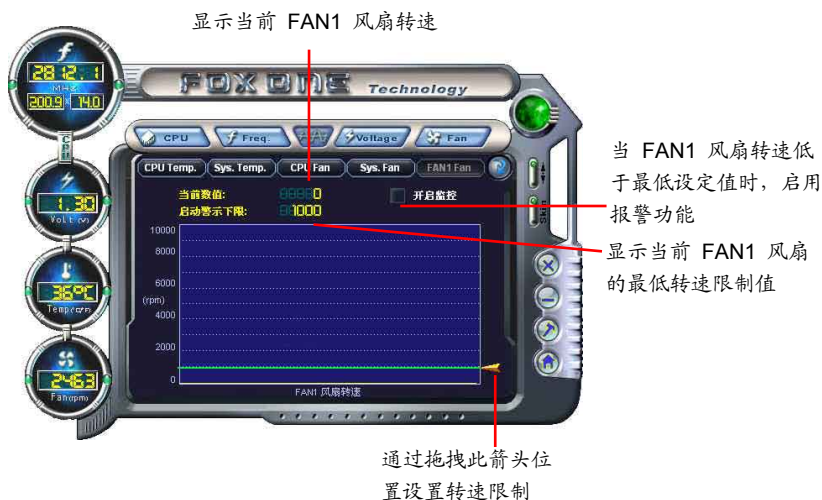 显示当前 FAN1 风扇转速
2812.1
MHZ
200.9 × 14.0
FOX ONE Technology
CPU
Freq.
Voltage
Fan
CPU
CPU Temp.
Sys. Temp.
CPU Fan
Sys. Fan
FAN1 Fan
当前数值: 0
开启监控
启动警示下限: 1000
1.30
Volt (V)
Skin
10000
8000
6000
(rpm)
4000
2000
0
FAN1 风扇转速
36℃
Temp(℃/℉)
2463
Fan(rpm)
当 FAN1 风扇转速低
于最低设定值时，启用
报警功能
显示当前 FAN1 风扇
的最低转速限制值
通过拖拽此箭头位
置设置转速限制